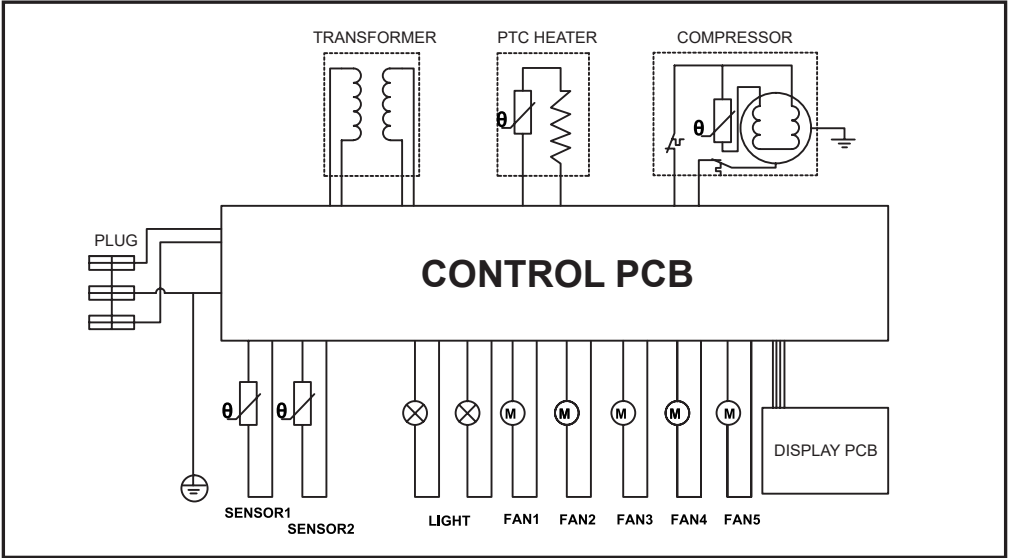 TRANSFORMER PTC HEATER COMPRESSOR
θ θ
PLUG
CONTROL PCB
θ θ
M M M M M
DISPLAY PCB
SENSOR1 SENSOR2 LIGHT FAN1 FAN2 FAN3 FAN4 FAN5